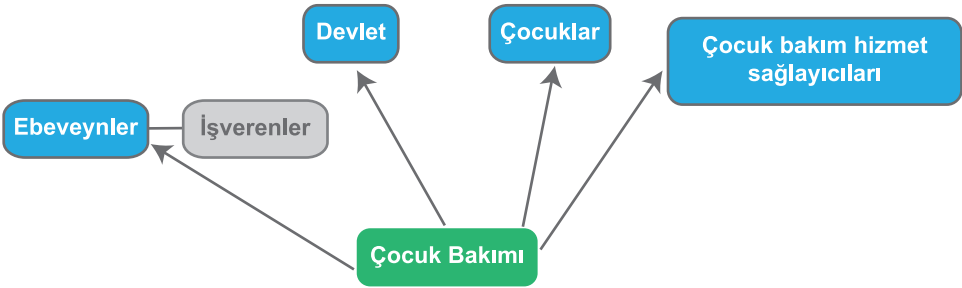 Devlet
Çocuklar
Çocuk bakım hizmet
sağlayıcıları
Ebeveynler
İşverenler
Çocuk Bakımı